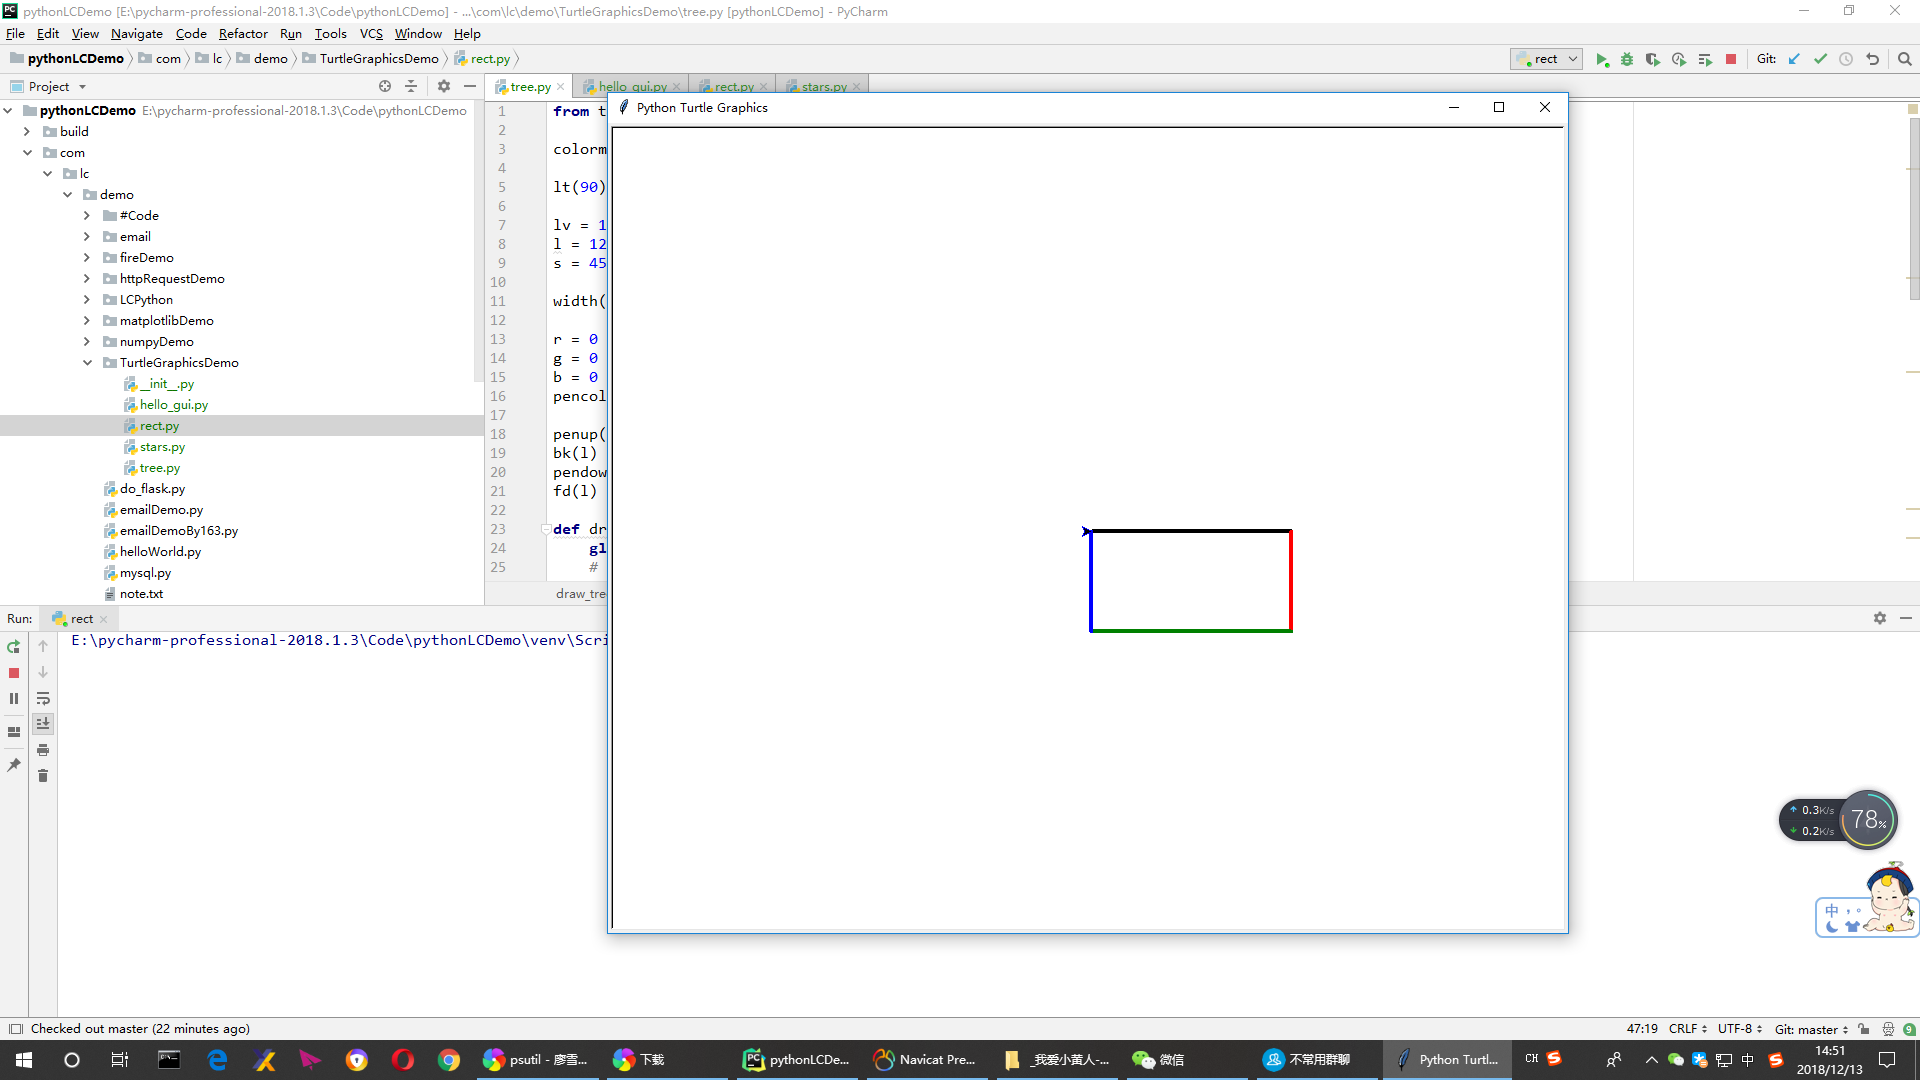 pythonLCDemo [E:\pycharm-professional-2018.1.3\Code\pythonLCDemo] - ...\com\lc\demo\TurtleGraphicsDemo\tree.py [pythonLCDemo] - PyCharm
File Edit View Navigate Code Refactor Run Tools VCS Window Help
pythonLCDemo com lc demo TurtleGraphicsDemo rect.py
rect Git:
Project
tree.py hello_gui.py rect.py stars.py
pythonLCDemo E:\pycharm-professional-2018.1.3\Code\pythonLCDemo
build
com
lc
demo
#Code
email
fireDemo
httpRequestDemo
LCPython
matplotlibDemo
numpyDemo
TurtleGraphicsDemo
__init__.py
hello_gui.py
rect.py
stars.py
tree.py
do_flask.py
emailDemo.py
emailDemoBy163.py
helloWorld.py
mysql.py
note.txt
1 from t
2
3 colorm
4
5 lt(90)
6
7 lv = 1
8 l = 12
9 s = 45
10
11 width(
12
13 r = 0
14 g = 0
15 b = 0
16 pencol
17
18 penup(
19 bk(l)
20 pendow
21 fd(l)
22
23 def dr
24 gl
25 #
draw_tre
Python Turtle Graphics
Run: rect
E:\pycharm-professional-2018.1.3\Code\pythonLCDemo\venv\Scri
0.3K/s
0.2K/s
78%
中 ，。
Checked out master (22 minutes ago)
47:19 CRLF UTF-8 Git: master
9
psutil - 廖雪...
下载
pythonLCDe...
Navicat Pre...
_我爱小黄人-...
微信
不常用群聊
Python Turtl...
CH
中
14:51
2018/12/13